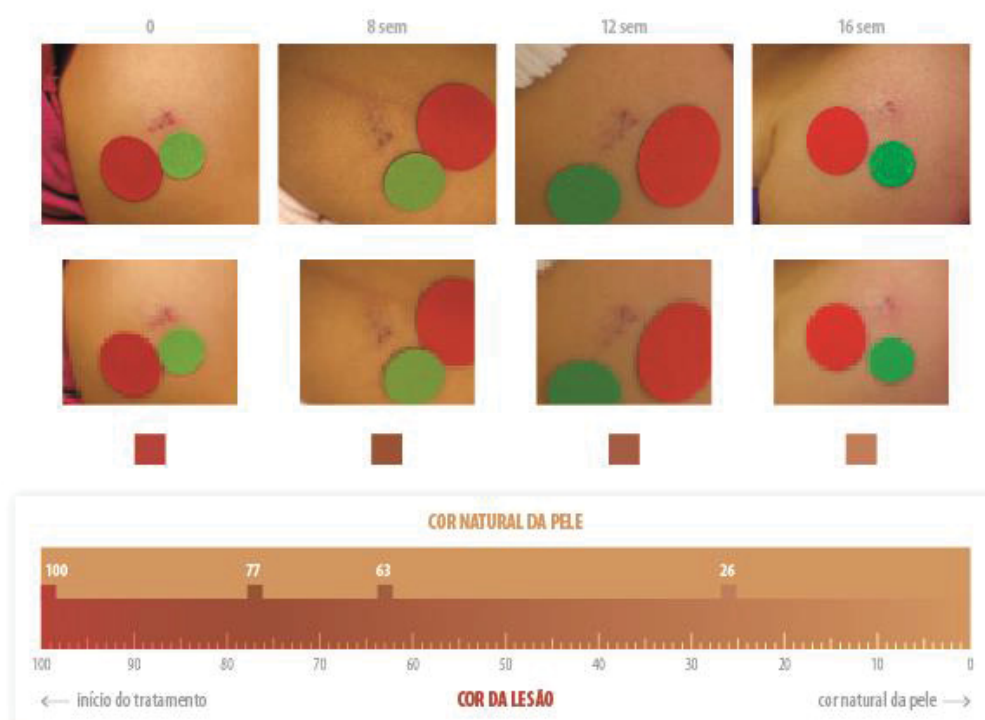 0 8 sem 12 sem 16 sem
COR NATURAL DA PELE
100 77 63 26
100 90 80 70 60 50 40 30 20 10 0
← início do tratamento COR DA LESÃO cor natural da pele →